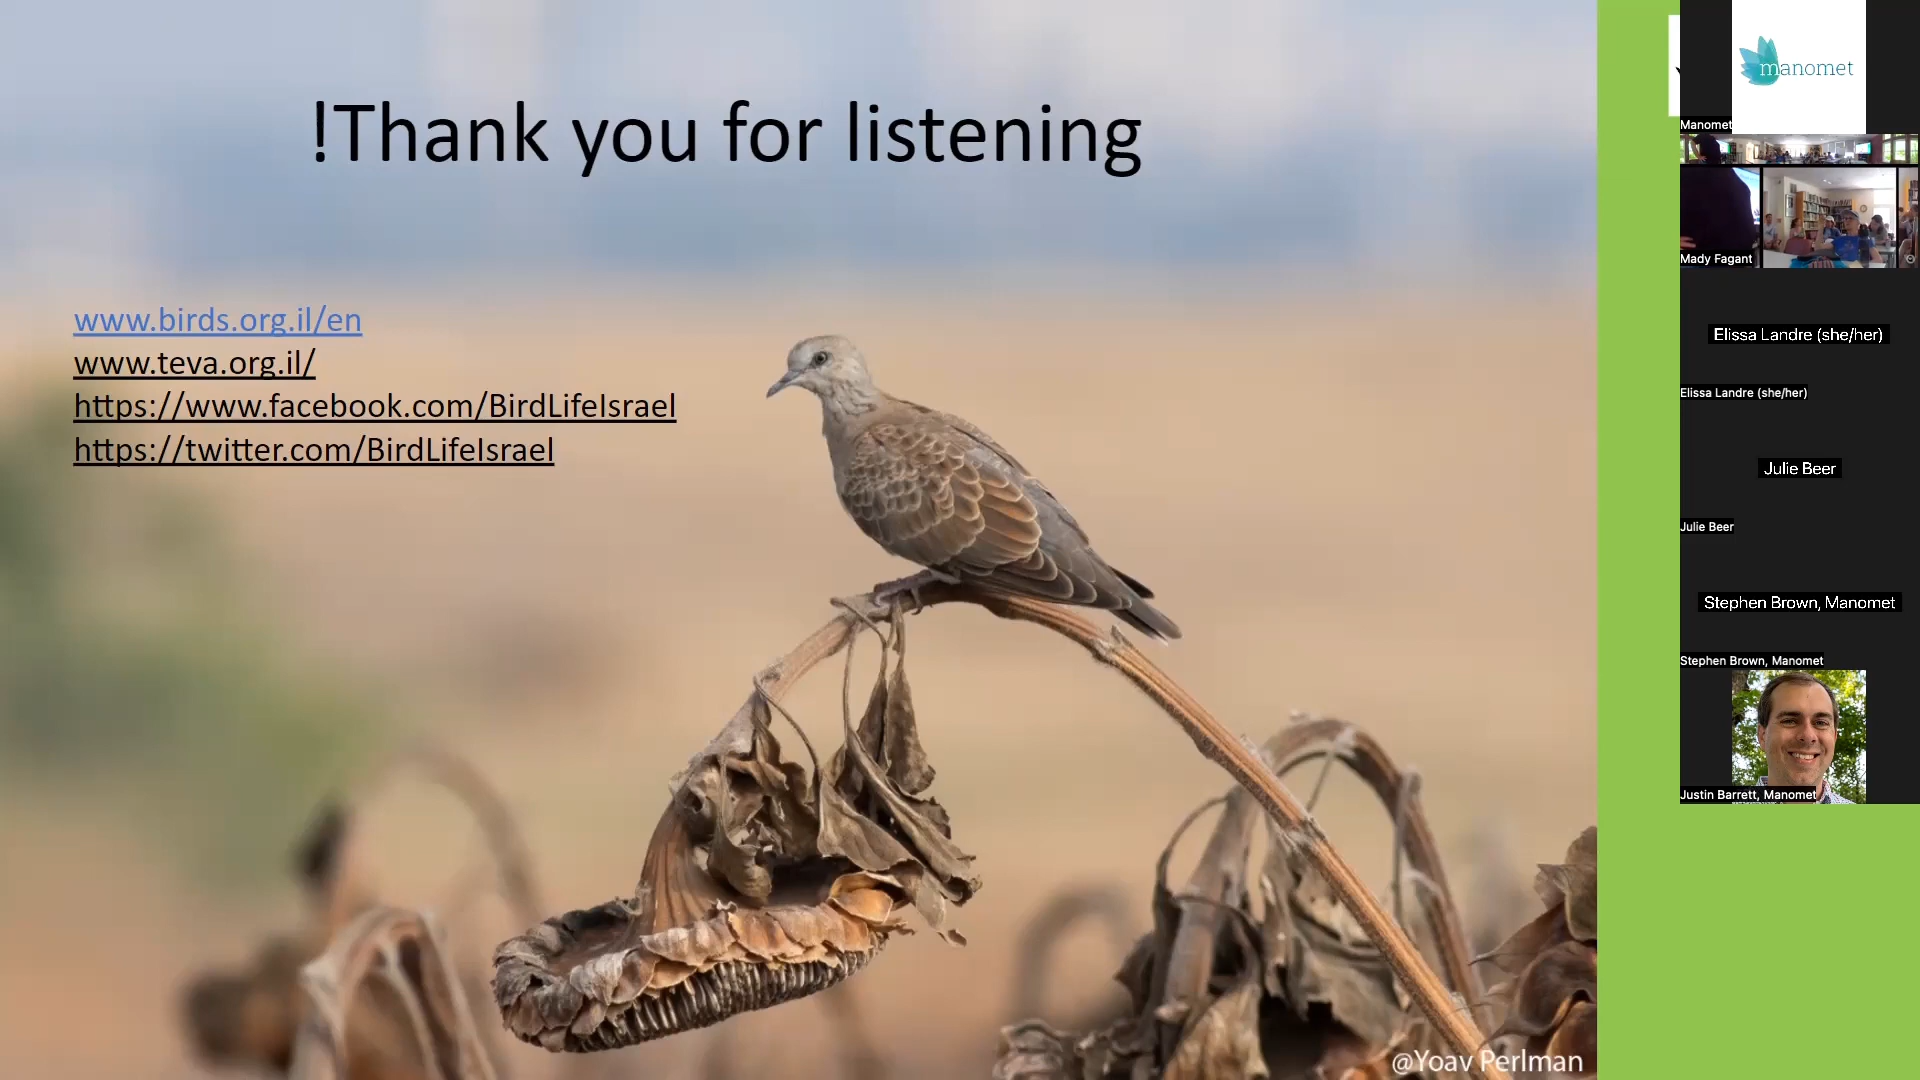 !Thank you for listening
www.birds.org.il/en
www.teva.org.il/
https://www.facebook.com/BirdLifeIsrael
https://twitter.com/BirdLifeIsrael
@Yoav Perlman
manomet
Manomet
Mady Fagant
Elissa Landre (she/her)
Elissa Landre (she/her)
Julie Beer
Julie Beer
Stephen Brown, Manomet
Stephen Brown, Manomet
Justin Barrett, Manomet